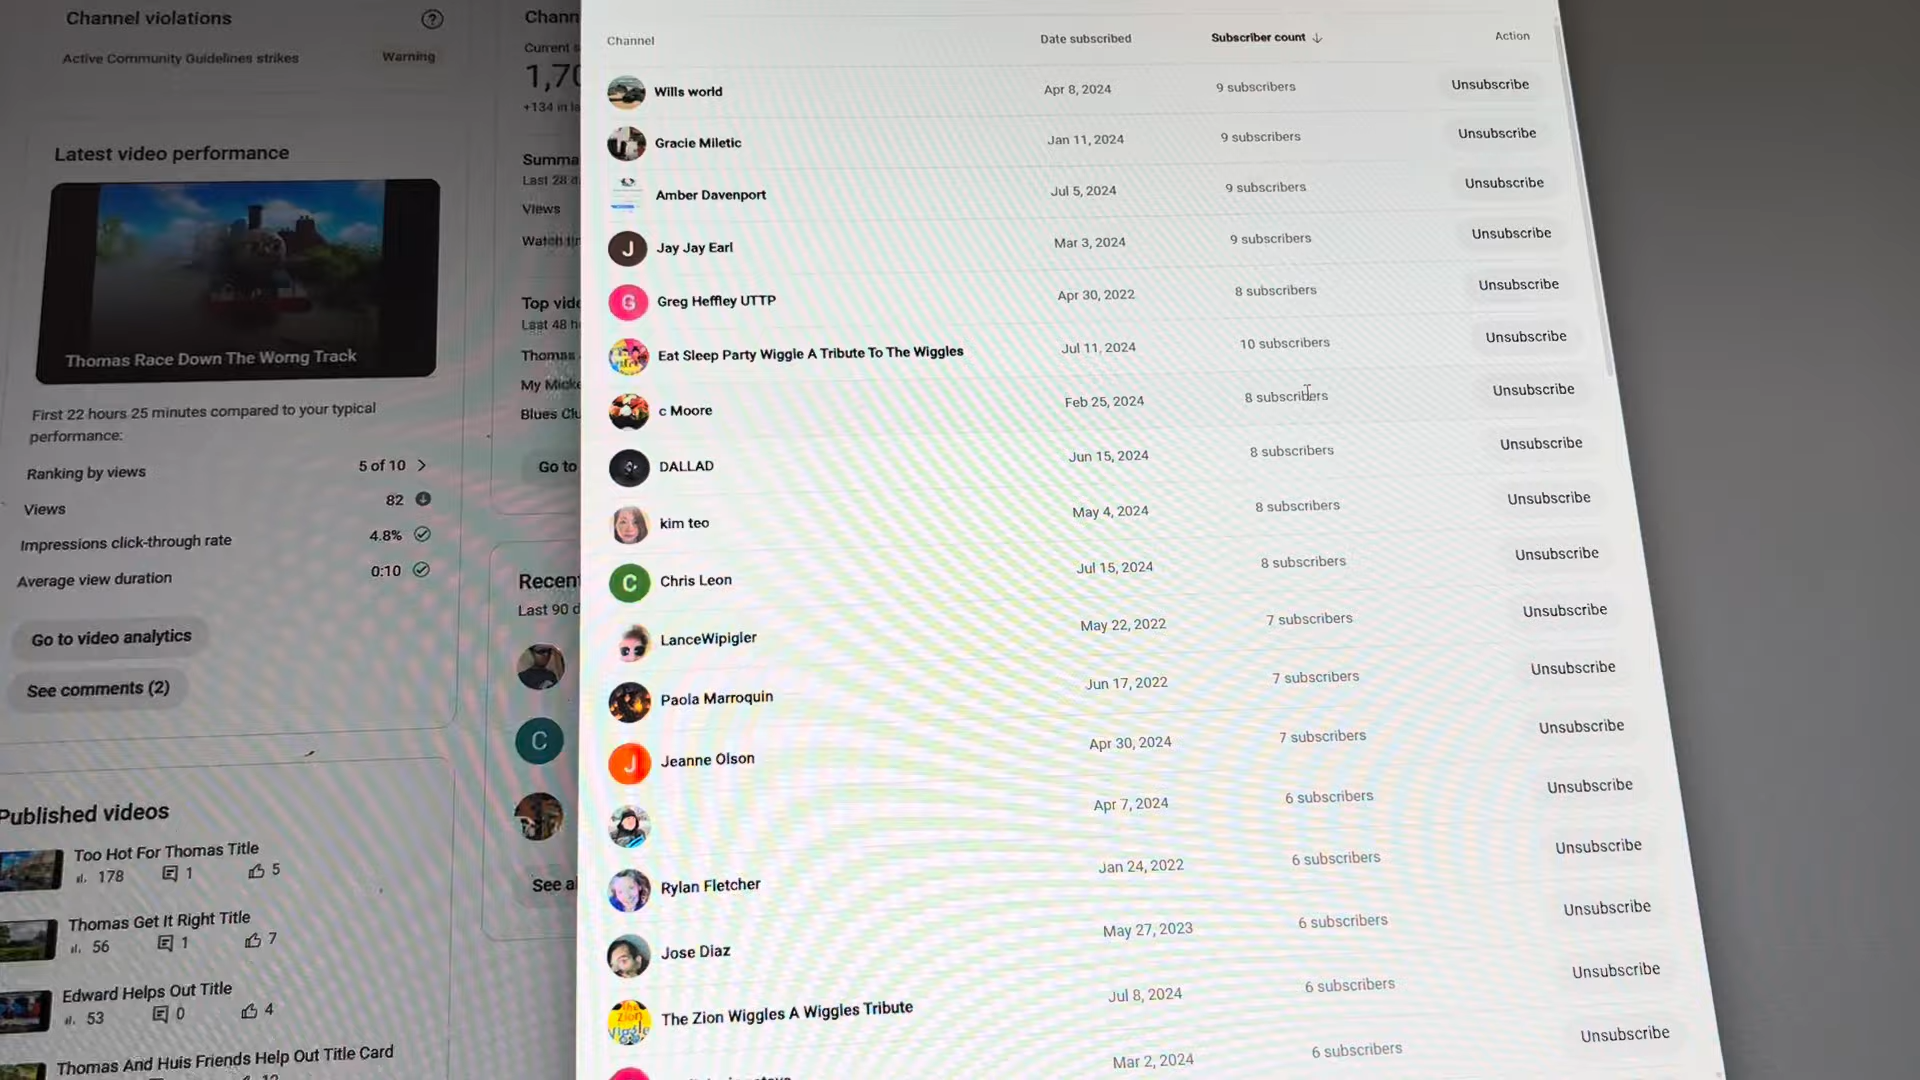 Channel violations
Active Community Guidelines strikes Warning
Latest video performance
Thomas Race Down The Worng Track
First 22 hours 25 minutes compared to your typical
performance:
Ranking by views 5 of 10
Views 82
Impressions click-through rate 4.8%
Average view duration 0:10
Go to video analytics
See comments (2)
Published videos
Too Hot For Thomas Title
178 1 5
Thomas Get It Right Title
56 1 7
Edward Helps Out Title
53 0 4
Thomas And Huis Friends Help Out Title Card
Chann
Current s
1,70
+134 in la
Summa
Last 28 d
Views
Watch tim
Top vide
Last 48 h
Thomas
My Micke
Blues Clu
Go to
Recen
Last 90 d
C
See al
Channel Date subscribed Subscriber count Action
Wills world Apr 8, 2024 9 subscribers Unsubscribe
Gracie Miletic Jan 11, 2024 9 subscribers Unsubscribe
Amber Davenport Jul 5, 2024 9 subscribers Unsubscribe
J Jay Jay Earl Mar 3, 2024 9 subscribers Unsubscribe
G Greg Heffley UTTP Apr 30, 2022 8 subscribers Unsubscribe
Eat Sleep Party Wiggle A Tribute To The Wiggles Jul 11, 2024 10 subscribers Unsubscribe
c Moore Feb 25, 2024 8 subscribers Unsubscribe
DALLAD Jun 15, 2024 8 subscribers Unsubscribe
kim teo May 4, 2024 8 subscribers Unsubscribe
C Chris Leon Jul 15, 2024 8 subscribers Unsubscribe
LanceWipigler May 22, 2022 7 subscribers Unsubscribe
Paola Marroquin Jun 17, 2022 7 subscribers Unsubscribe
J Jeanne Olson Apr 30, 2024 7 subscribers Unsubscribe
Apr 7, 2024 6 subscribers Unsubscribe
Rylan Fletcher Jan 24, 2022 6 subscribers Unsubscribe
Jose Diaz May 27, 2023 6 subscribers Unsubscribe
The Zion Wiggles A Wiggles Tribute Jul 8, 2024 6 subscribers Unsubscribe
Mar 2, 2024 6 subscribers Unsubscribe